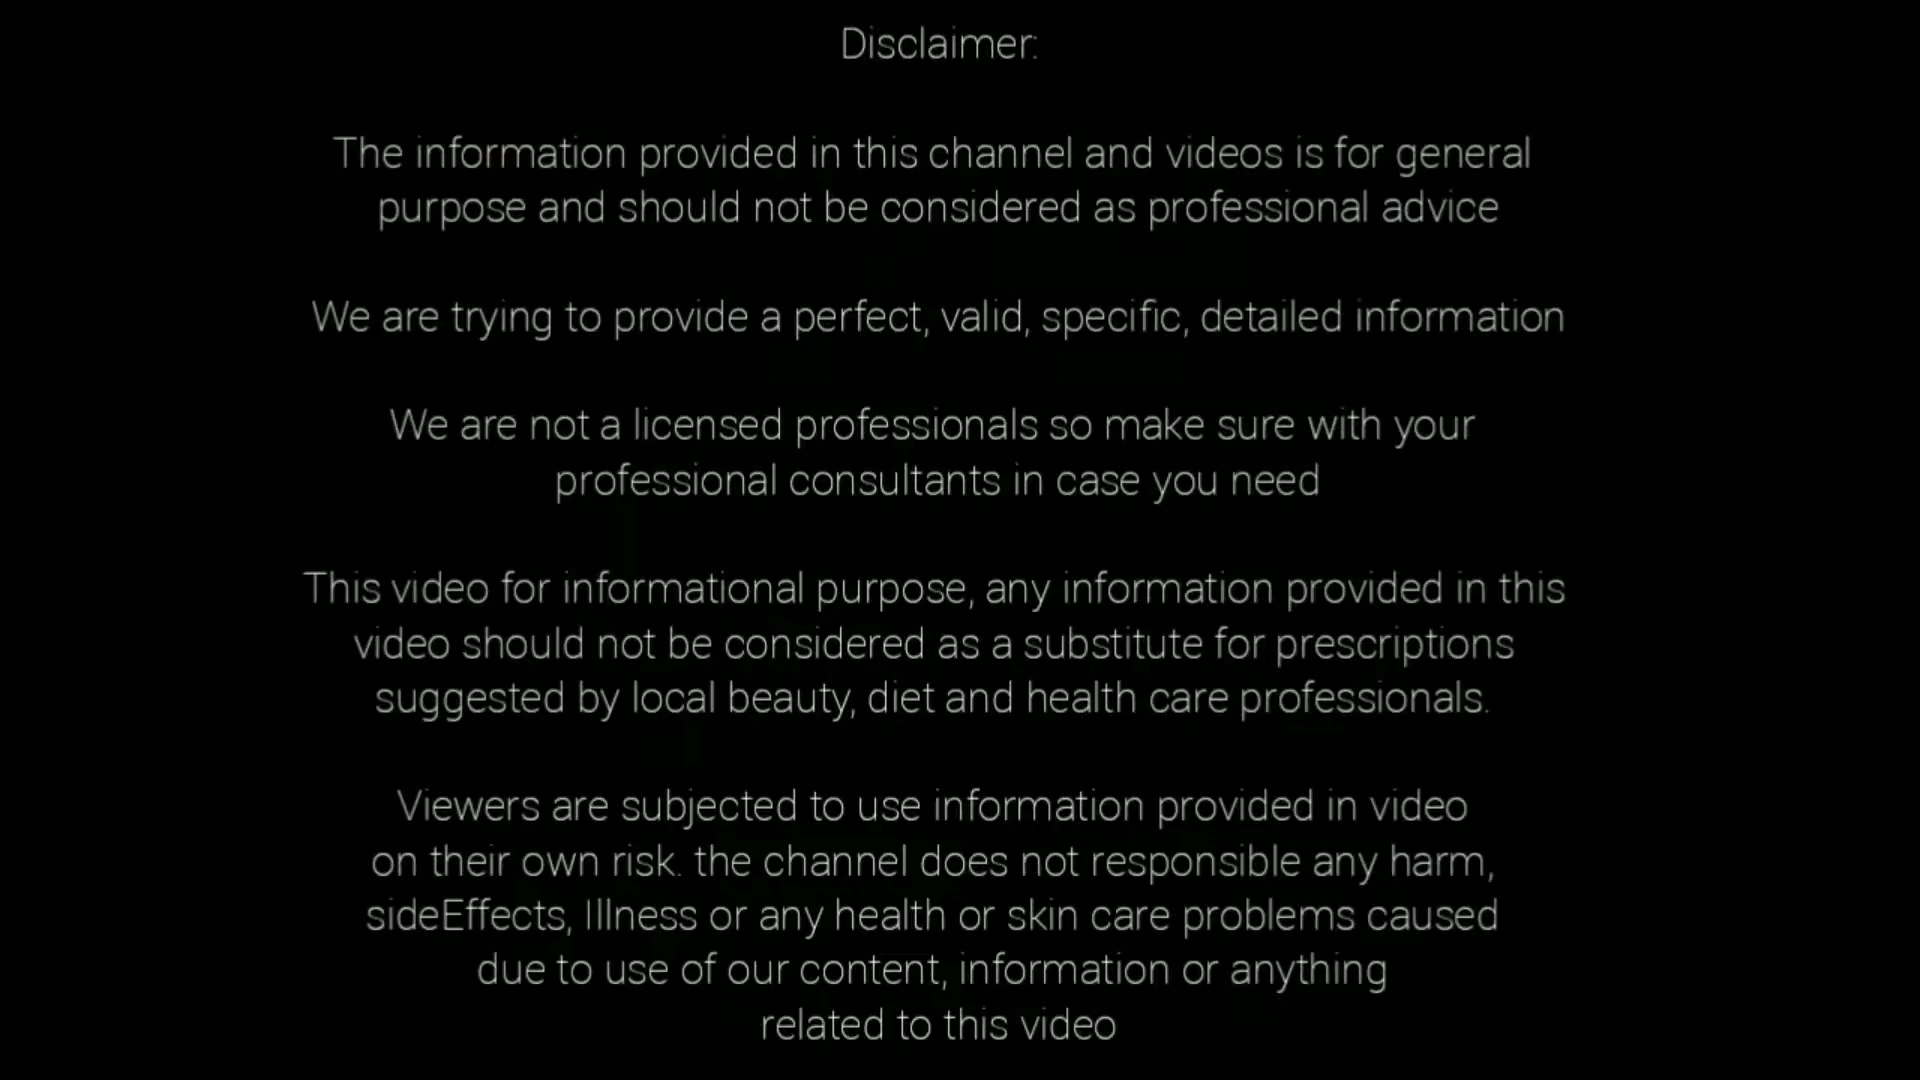 Disclaimer:
The information provided in this channel and videos is for general
purpose and should not be considered as professional advice
We are trying to provide a perfect, valid, specific, detailed information
We are not a licensed professionals so make sure with your
professional consultants in case you need
This video for informational purpose, any information provided in this
video should not be considered as a substitute for prescriptions
suggested by local beauty, diet and health care professionals.
Viewers are subjected to use information provided in video
on their own risk. the channel does not responsible any harm,
sideEffects, Illness or any health or skin care problems caused
due to use of our content, information or anything
related to this video